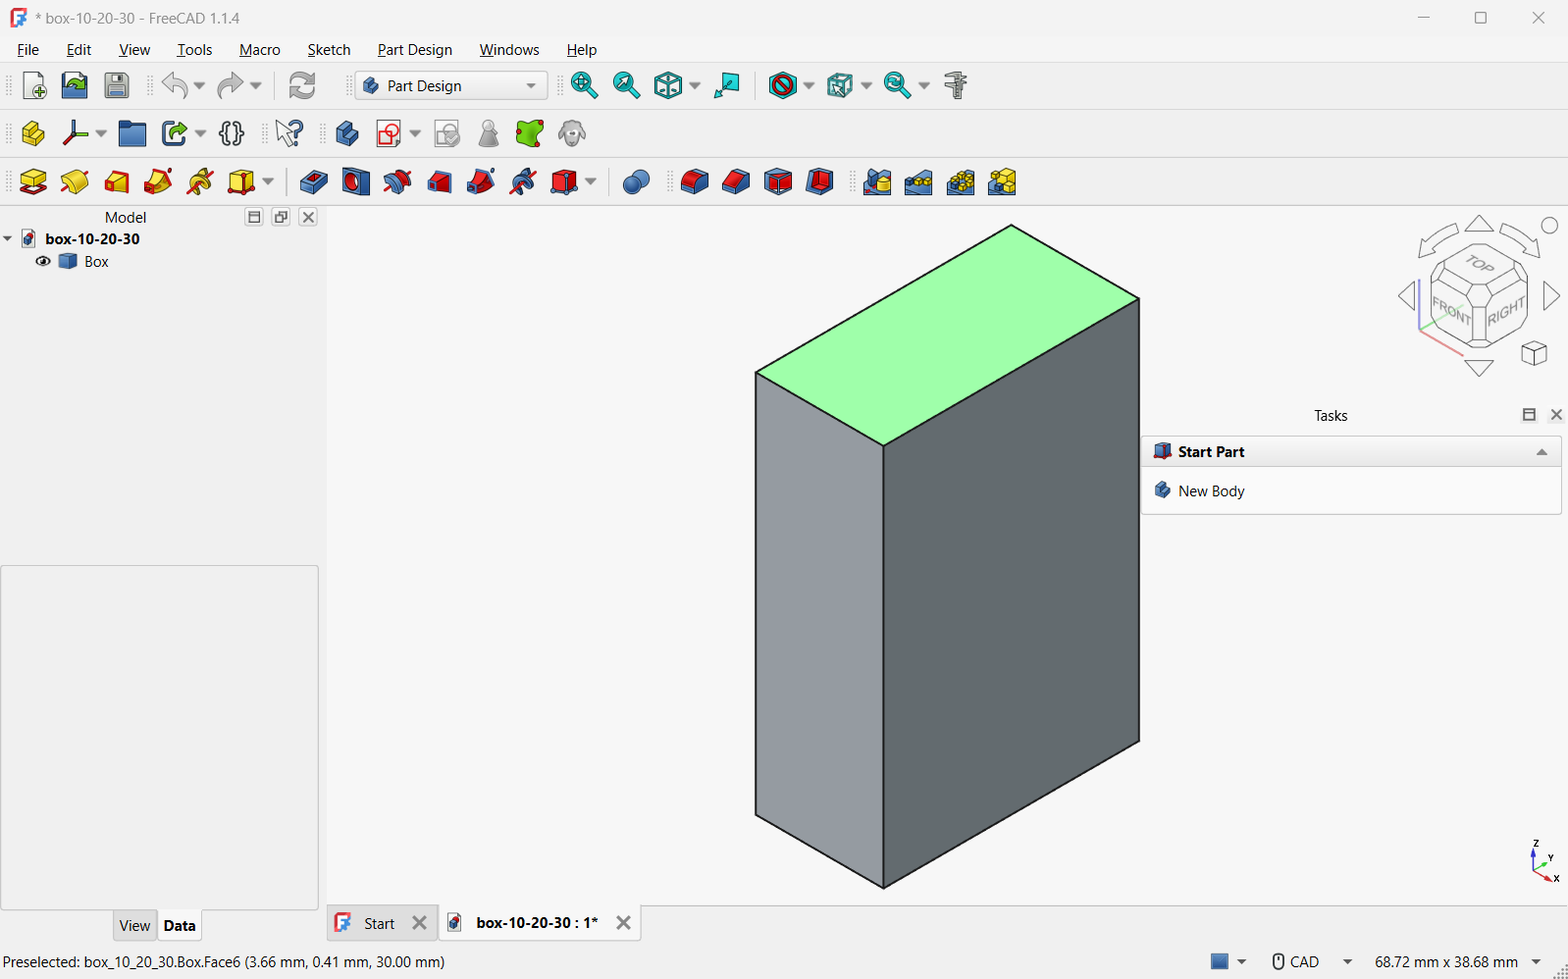 * box-10-20-30 - FreeCAD 1.1.4
File Edit View Tools Macro Sketch Part Design Windows Help
Part Design
Model
box-10-20-30
Box
TOP
FRONT
RIGHT
Tasks
Start Part
New Body
Z
Y
X
View Data
Start box-10-20-30 : 1*
Preselected: box_10_20_30.Box.Face6 (3.66 mm, 0.41 mm, 30.00 mm) CAD 68.72 mm x 38.68 mm